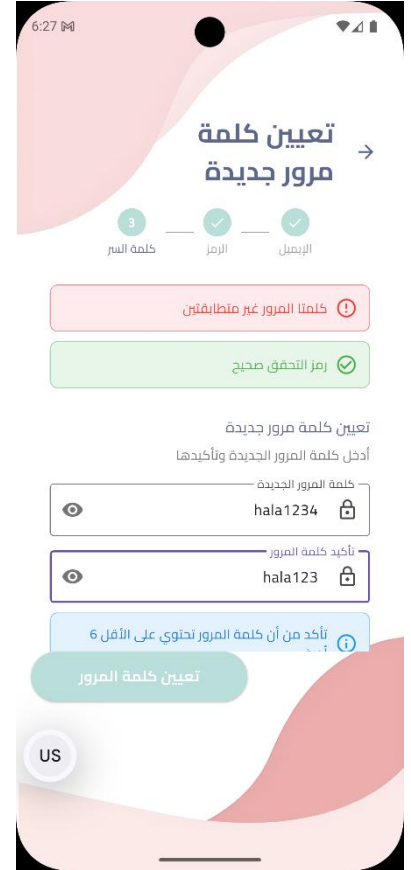 6:27
تعيين كلمة
مرور جديدة
3
الإيميل
الرمز
كلمة السر
كلمتا المرور غير متطابقتين
رمز التحقق صحيح
تعيين كلمة مرور جديدة
أدخل كلمة المرور الجديدة وتأكيدها
كلمة المرور الجديدة
hala1234
تأكيد كلمة المرور
hala123
تأكد من أن كلمة المرور تحتوي على الأقل 6
تعيين كلمة المرور
US